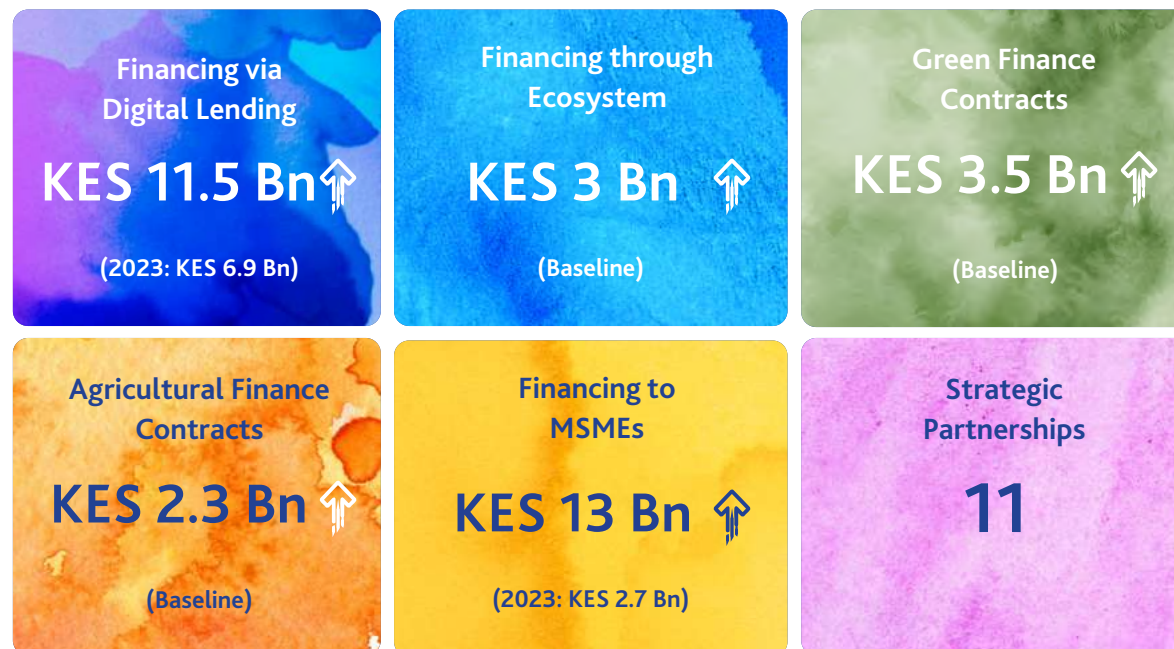 Financing via
Digital Lending
KES 11.5 Bn
(2023: KES 6.9 Bn)
Financing through
Ecosystem
KES 3 Bn
(Baseline)
Green Finance
Contracts
KES 3.5 Bn
(Baseline)
Agricultural Finance
Contracts
KES 2.3 Bn
(Baseline)
Financing to
MSMEs
KES 13 Bn
(2023: KES 2.7 Bn)
Strategic
Partnerships
11